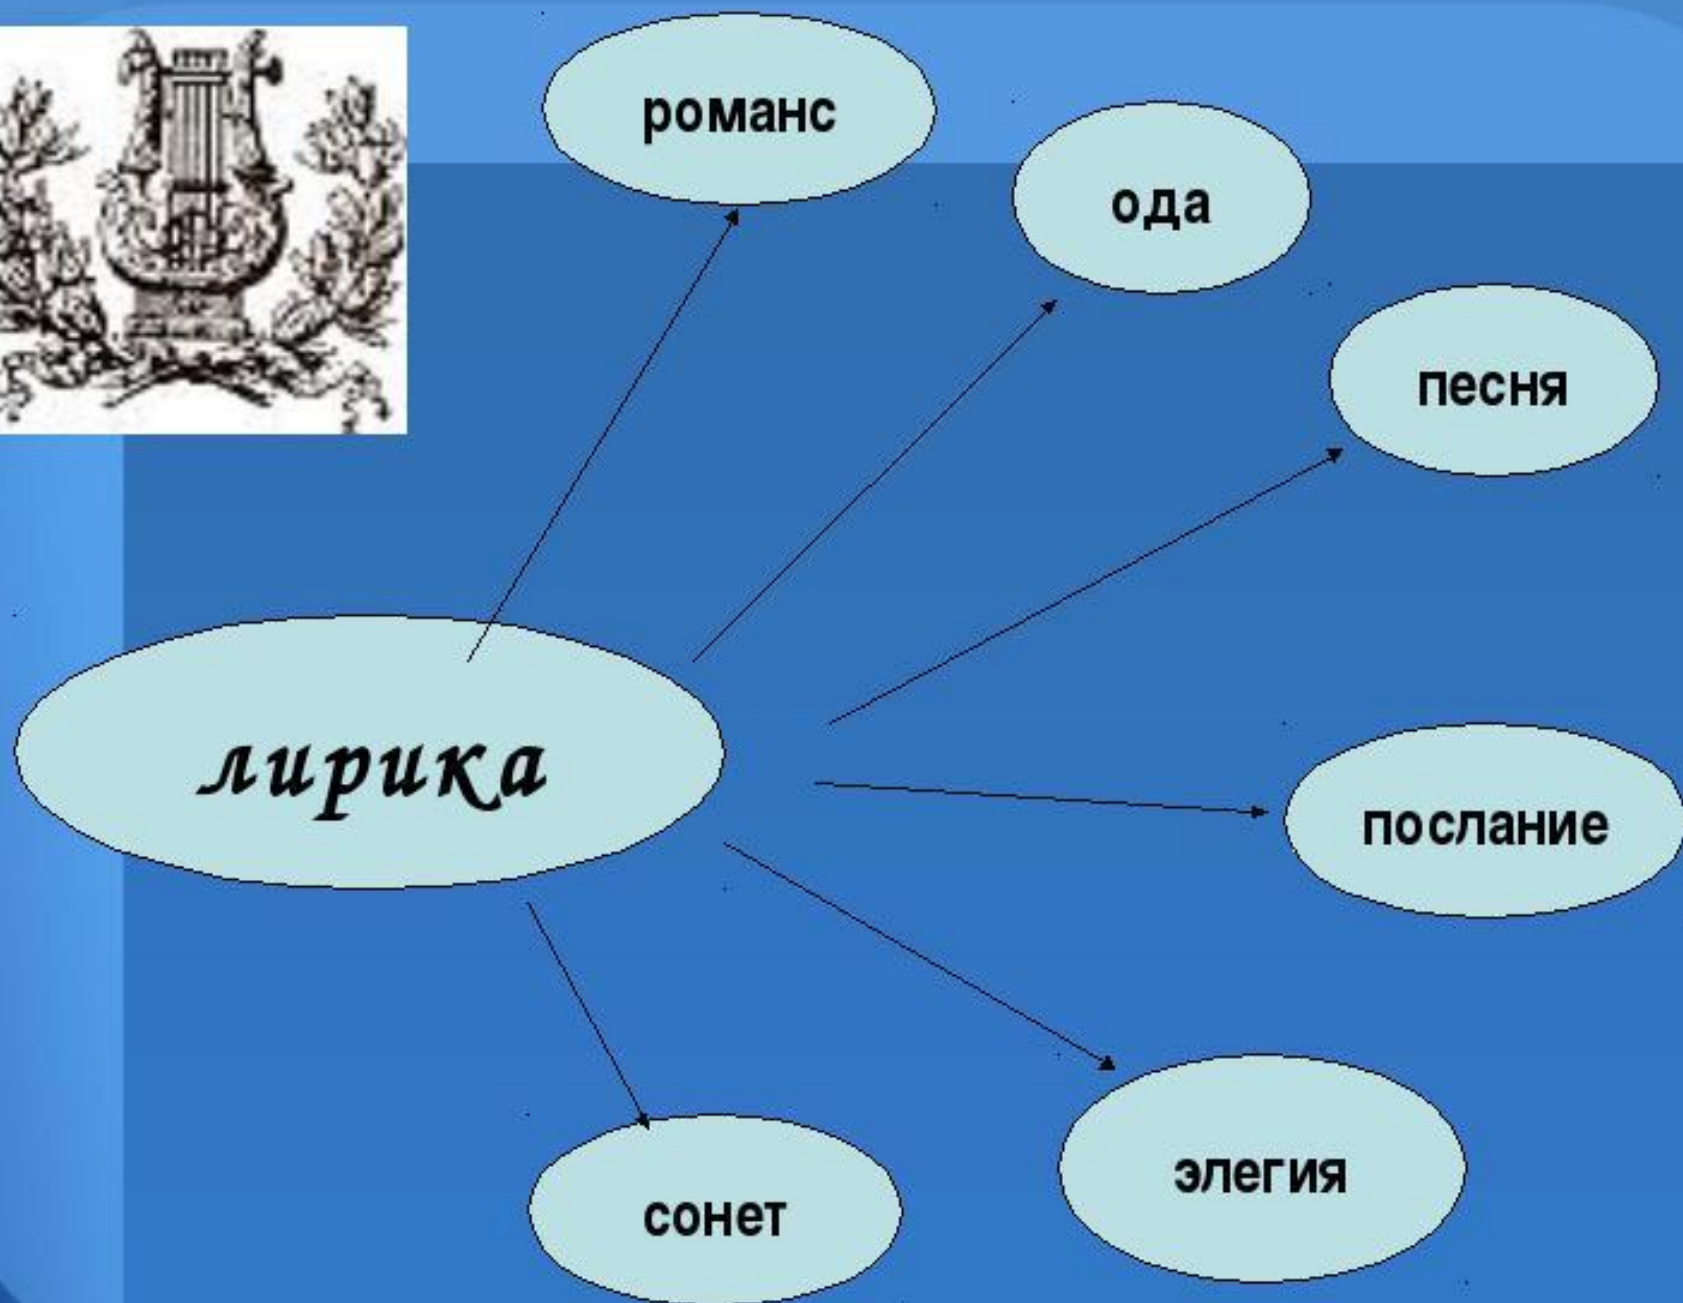 романс
ода
песня
лирика
послание
элегия
сонет